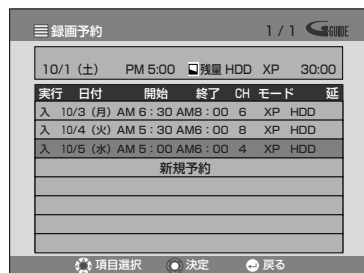 録画予約 1 / 1 GGUIDE
10/1（土） PM 5:00 残量 HDD XP 30:00
実行 日付 開始 終了 CH モード 延
入 10/3（月）AM 6：30 AM8：00 6 XP HDD
入 10/4（火）AM 5：30 AM6：00 8 XP HDD
入 10/5（水）AM 5：00 AM6：00 4 XP HDD
新規予約
項目選択 決定 戻る